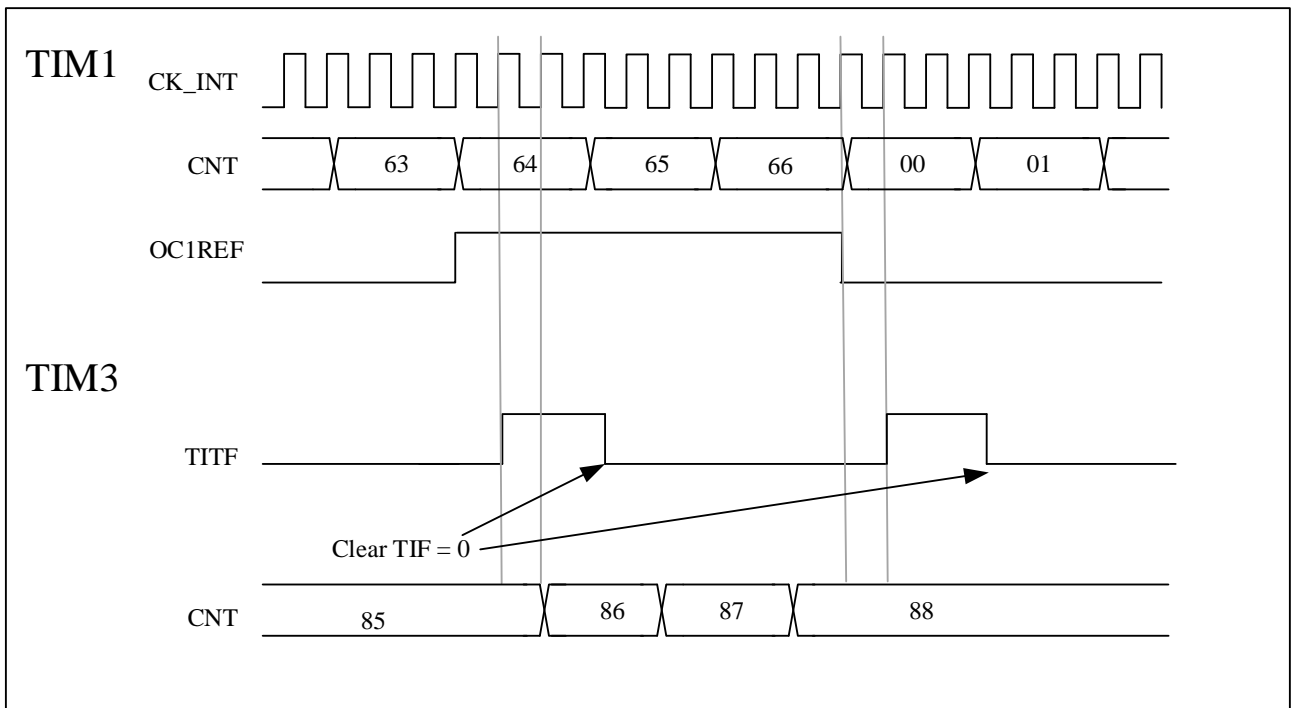 TIM1
CK_INT
CNT
63
64
65
66
00
01
OC1REF
TIM3
TITF
Clear TIF = 0
CNT
85
86
87
88